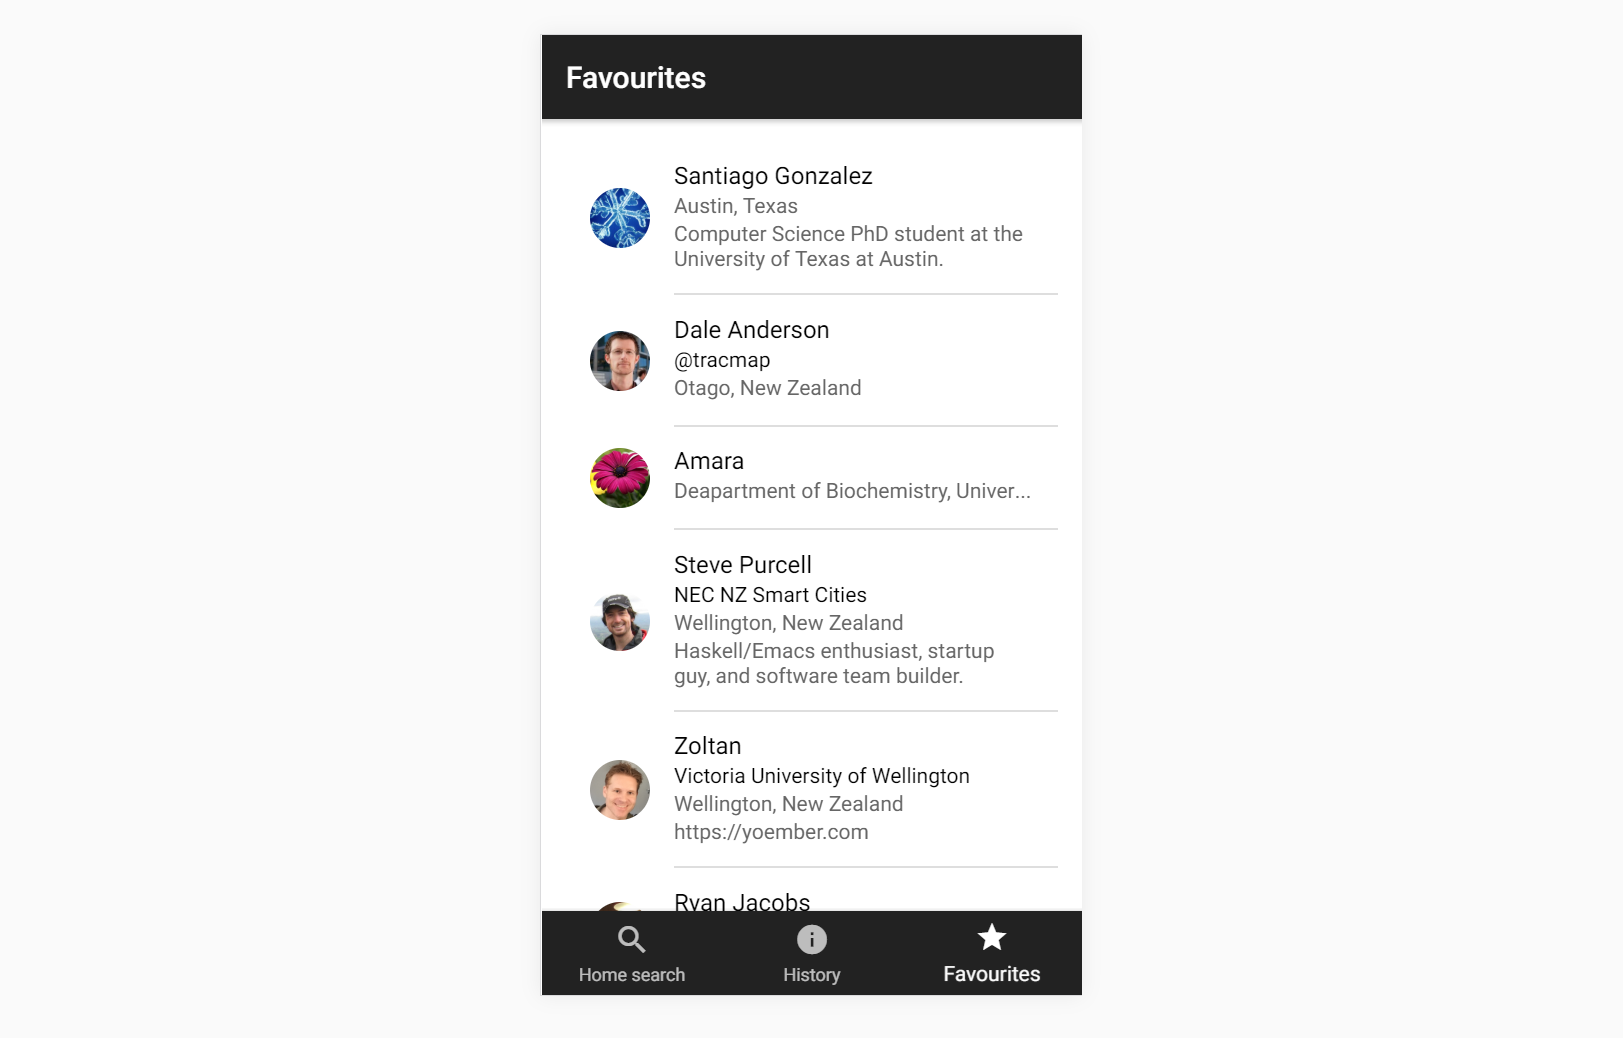 Favourites
Santiago Gonzalez
Austin, Texas
Computer Science PhD student at the
University of Texas at Austin.
Dale Anderson
@tracmap
Otago, New Zealand
Amara
Deapartment of Biochemistry, Univer...
Steve Purcell
NEC NZ Smart Cities
Wellington, New Zealand
Haskell/Emacs enthusiast, startup
guy, and software team builder.
Zoltan
Victoria University of Wellington
Wellington, New Zealand
https://yoember.com
Ryan Jacobs
Home search
History
Favourites